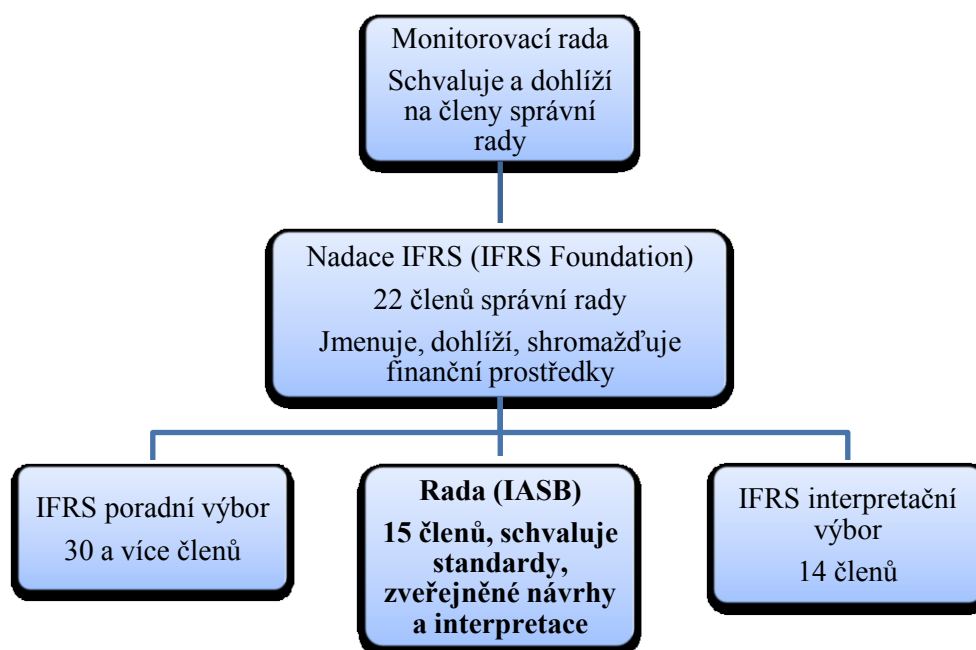 Monitorovací rada
Schvaluje a dohlíží
na členy správní
rady
Nadace IFRS (IFRS Foundation)
22 členů správní rady
Jmenuje, dohlíží, shromažďuje
finanční prostředky
IFRS poradní výbor
30 a více členů
Rada (IASB)
15 členů, schvaluje
standardy,
zveřejněné návrhy
a interpretace
IFRS interpretační
výbor
14 členů